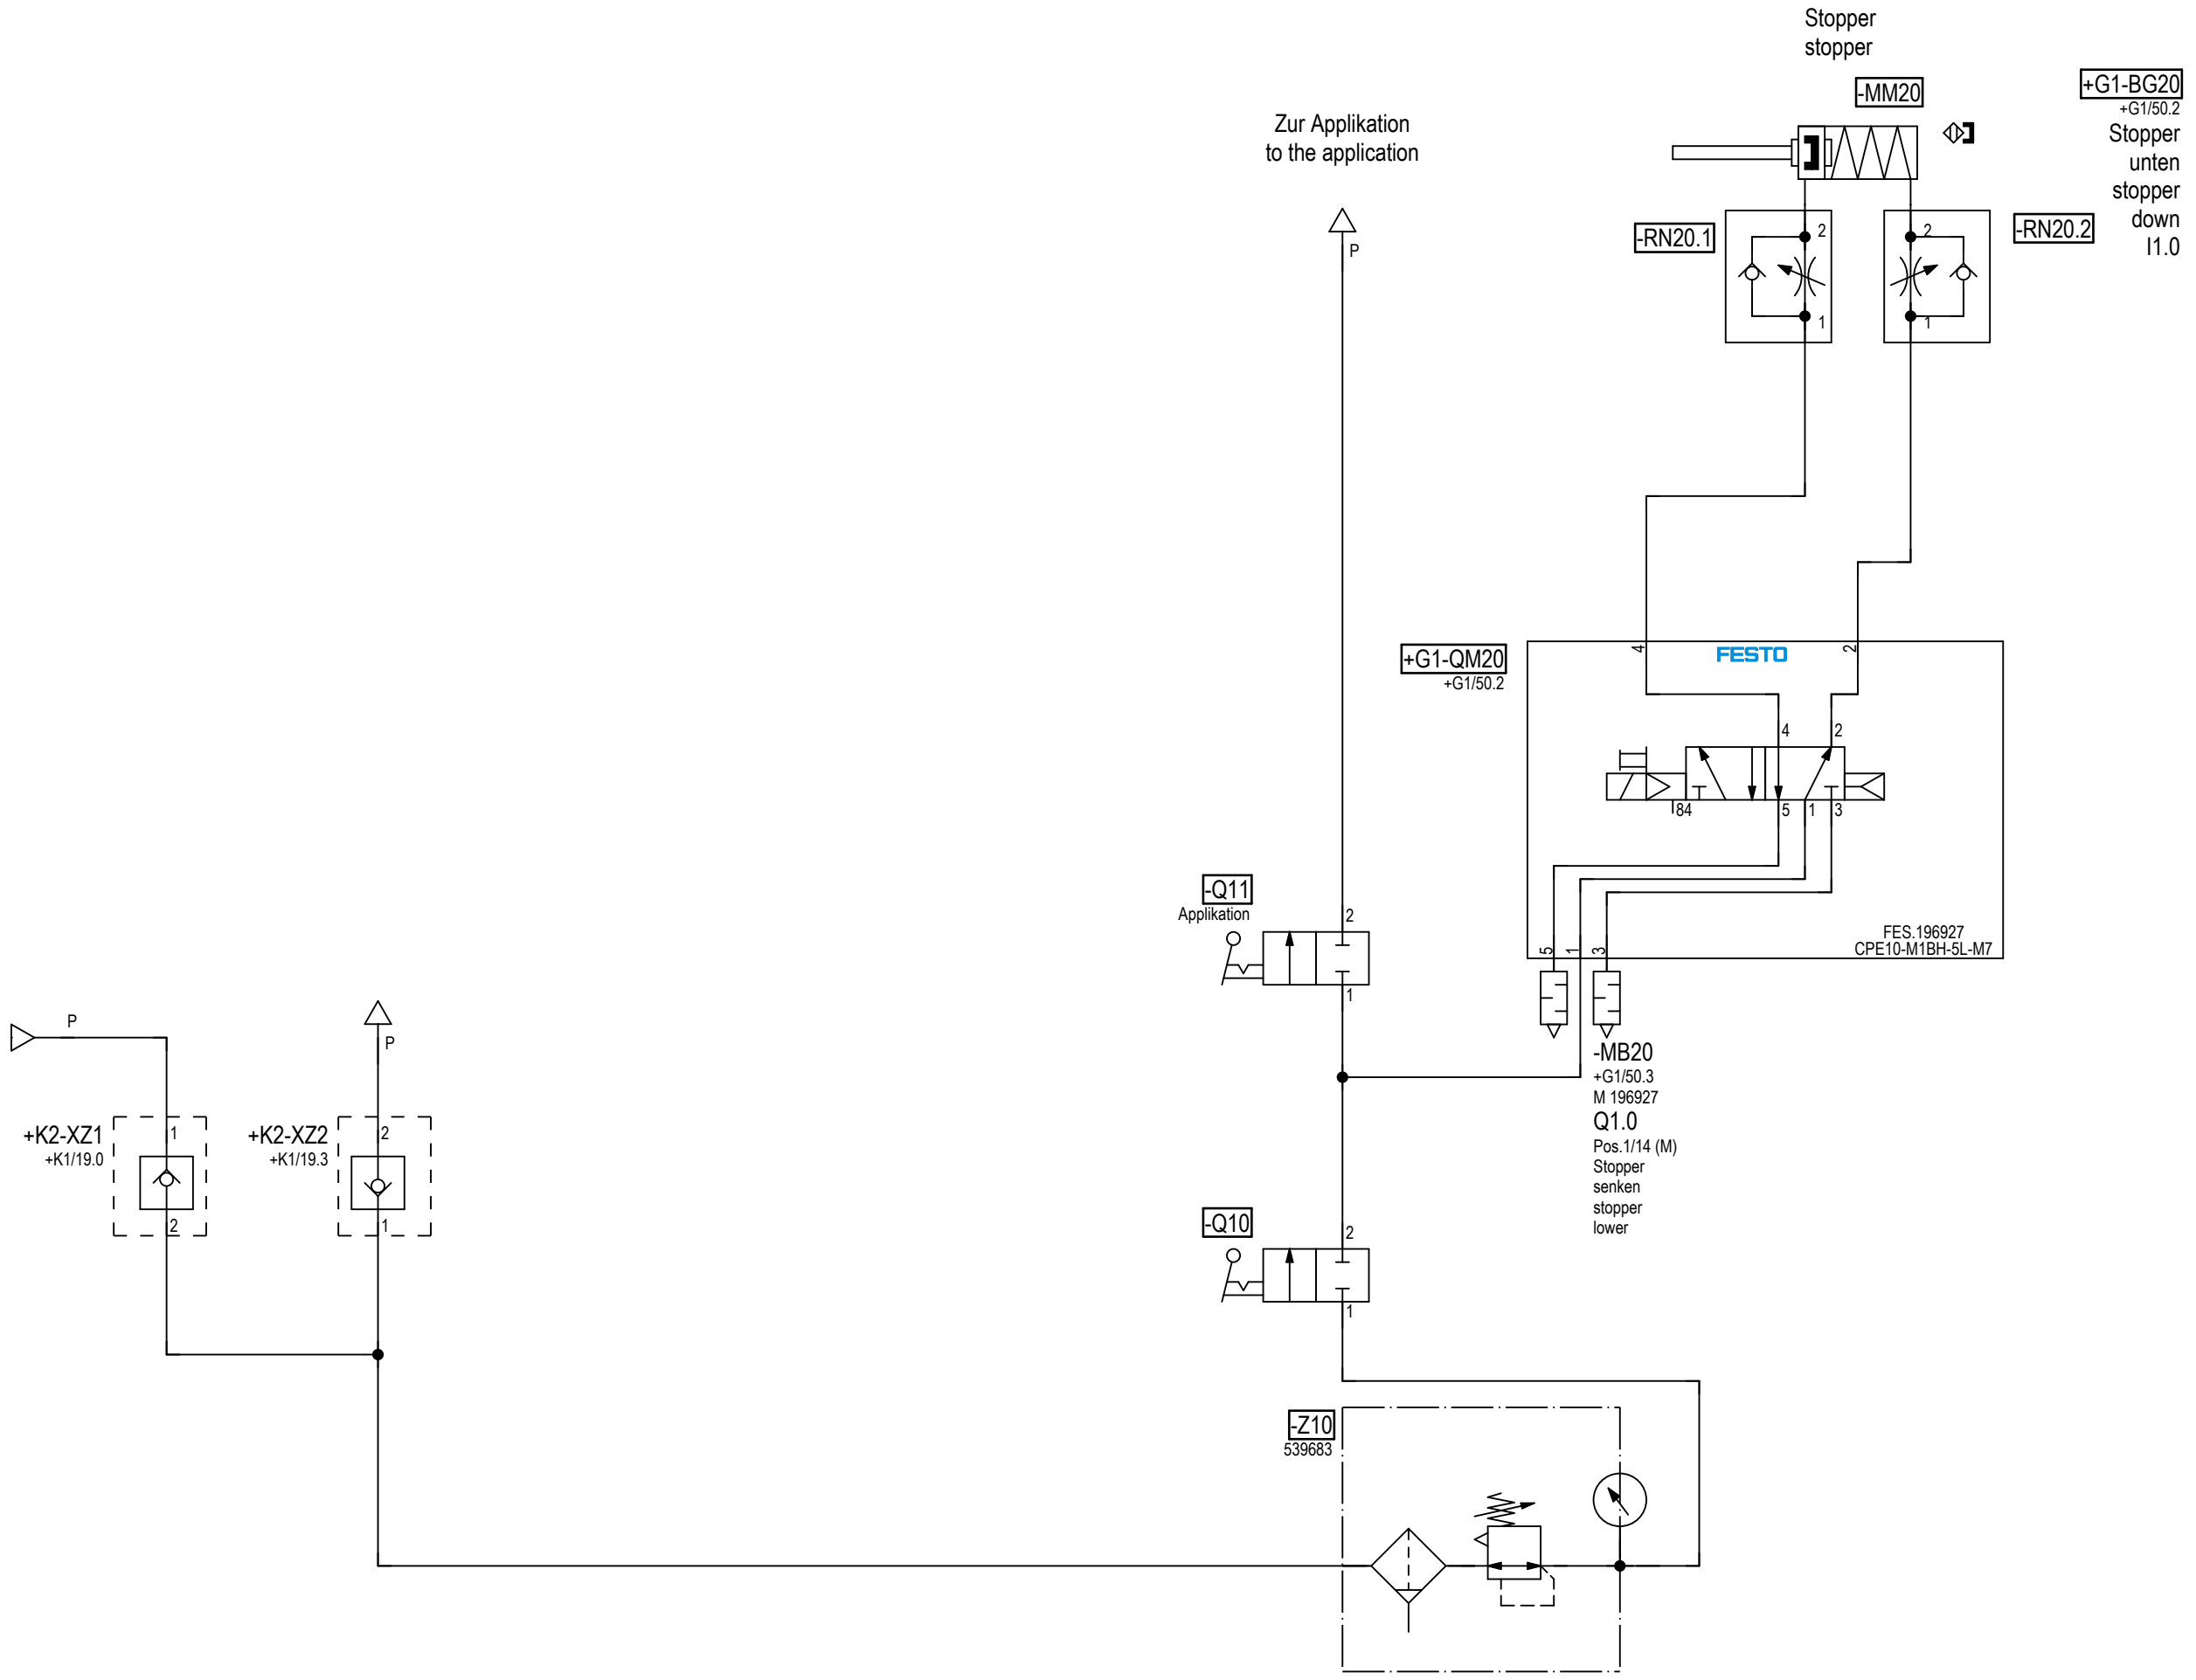 Stopper
stopper
-MM20
+G1-BG20
+G1/50.2
Stopper
unten
stopper
down
I1.0
Zur Applikation
to the application
P
-RN20.1
2
1
2
1
-RN20.2
+G1-QM20
+G1/50.2
4
FESTO
2
4
2
84
5
1
3
5
1
3
FES.196927
CPE10-M1BH-5L-M7
-Q11
Applikation
2
1
-MB20
+G1/50.3
M 196927
Q1.0
Pos.1/14 (M)
Stopper
senken
stopper
lower
P
P
+K2-XZ1
+K1/19.0
1
2
+K2-XZ2
+K1/19.3
2
1
-Q10
2
1
-Z10
539683